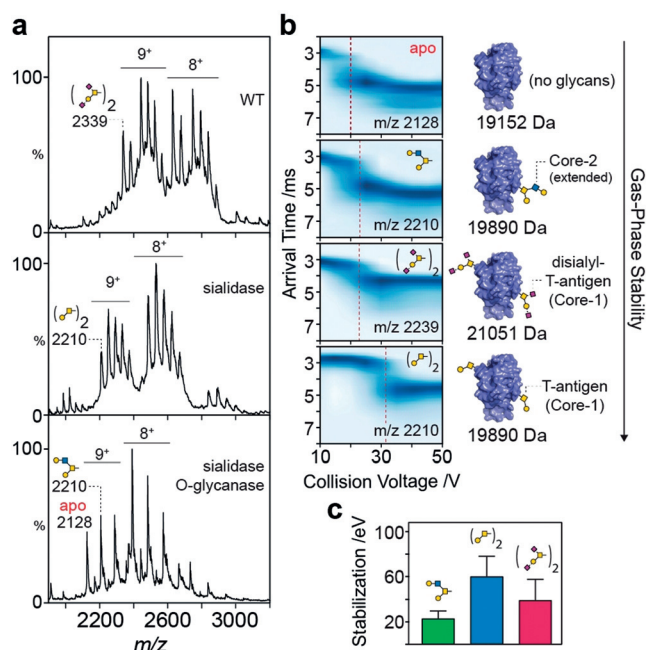 a
100
9+
8+
WT
( )2
2339
%
0
100
sialidase
9+
8+
( )2
2210
%
0
100
sialidase
O-glycanase
9+
8+
2210
apo
2128
%
0
2200 2600 3000
m/z
b
Arrival Time /ms
3
5
7
apo
m/z 2128
(no glycans)
19152 Da
3
5
7
m/z 2210
Core-2
(extended)
19890 Da
3
5
7
( )2
m/z 2239
disialyl-
T-antigen
(Core-1)
21051 Da
3
5
7
( )2
m/z 2210
T-antigen
(Core-1)
19890 Da
10 30 50
Collision Voltage /V
Gas-Phase Stability
c
Stabilization /eV
100
60
20
( )2
( )2